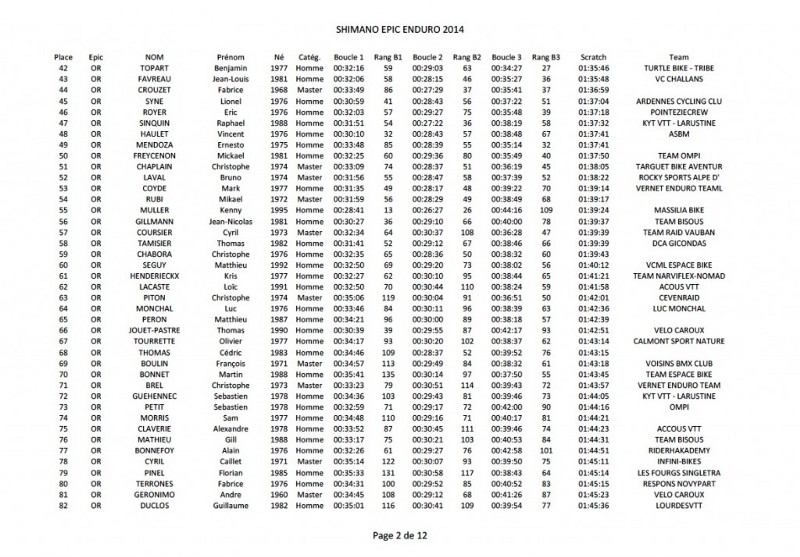 SHIMANO EPIC ENDURO 2014
Place Epic NOM Prénom Né Catég. Boucle 1 Rang B1 Boucle 2 Rang B2 Boucle 3 Rang B3 Scratch Team
42 OR TOPART Benjamin 1977 Homme 00:32:16 59 00:29:03 63 00:34:27 27 01:35:46 TURTLE BIKE - TRIBE
43 OR FAVREAU Jean-Louis 1981 Homme 00:32:06 58 00:28:15 46 00:35:27 36 01:35:48 VC CHALLANS
44 OR CROUZET Fabrice 1968 Master 00:33:49 86 00:27:29 37 00:35:41 37 01:36:59
45 OR SYNE Lionel 1976 Homme 00:30:59 41 00:28:43 56 00:37:22 51 01:37:04 ARDENNES CYCLING CLU
46 OR ROYER Eric 1976 Homme 00:32:03 57 00:29:27 75 00:35:48 39 01:37:18 POINTEZIECREW
47 OR SINQUIN Raphael 1988 Homme 00:31:51 54 00:27:22 36 00:38:19 58 01:37:32 KYT VTT - LARUSTINE
48 OR HAULET Vincent 1976 Homme 00:30:10 32 00:28:43 57 00:38:48 67 01:37:41 ASBM
49 OR MENDOZA Ernesto 1975 Homme 00:33:48 85 00:28:39 55 00:35:14 32 01:37:41
50 OR FREYCENON Mickael 1981 Homme 00:32:25 60 00:29:36 80 00:35:49 40 01:37:50 TEAM OMPI
51 OR CHAPLAIN Christophe 1974 Master 00:33:09 74 00:28:37 51 00:36:19 45 01:38:05 TARGUET BIKE AVENTUR
52 OR LAVAL Bruno 1974 Master 00:31:56 55 00:28:47 58 00:37:39 52 01:38:22 ROCKY SPORTS ALPE D'
53 OR COYDE Mark 1977 Homme 00:31:35 49 00:28:17 48 00:39:22 70 01:39:14 VERNET ENDURO TEAML
54 OR RUBI Mikael 1972 Master 00:31:59 56 00:28:29 49 00:38:49 68 01:39:17
55 OR MULLER Kenny 1995 Homme 00:28:41 13 00:26:27 26 00:44:16 109 01:39:24 MASSILIA BIKE
56 OR GILLMANN Jean-Nicolas 1981 Homme 00:30:27 36 00:29:10 66 00:40:00 78 01:39:37 TEAM BISOUS
57 OR COURSIER Cyril 1973 Master 00:32:34 64 00:30:37 108 00:36:28 47 01:39:39 TEAM RAID VAUBAN
58 OR TAMISIER Thomas 1982 Homme 00:31:41 52 00:29:12 67 00:38:46 66 01:39:39 DCA GICONDAS
59 OR CHABORA Christophe 1976 Homme 00:32:35 65 00:28:36 50 00:38:32 60 01:39:43
60 OR SEGUY Matthieu 1992 Homme 00:32:50 69 00:29:20 73 00:38:02 56 01:40:12 VCML ESPACE BIKE
61 OR HENDERIECKX Kris 1977 Homme 00:32:27 62 00:30:10 95 00:38:44 65 01:41:21 TEAM NARVIFLEX-NOMAD
62 OR LACASTE Loïc 1991 Homme 00:32:50 70 00:30:44 110 00:38:24 59 01:41:58 ACOUS VTT
63 OR PITON Christophe 1974 Master 00:35:06 119 00:30:04 91 00:36:51 50 01:42:01 CEVENRAID
64 OR MONCHAL Luc 1976 Homme 00:33:46 84 00:30:11 96 00:38:39 63 01:42:36 LUC MONCHAL
65 OR PERON Matthieu 1987 Homme 00:34:21 96 00:30:00 89 00:38:18 57 01:42:39
66 OR JOUET-PASTRE Thomas 1990 Homme 00:30:39 39 00:29:55 87 00:42:17 93 01:42:51 VELO CAROUX
67 OR TOURRETTE Olivier 1977 Homme 00:34:17 93 00:30:20 102 00:38:37 62 01:43:14 CALMONT SPORT NATURE
68 OR THOMAS Cédric 1983 Homme 00:34:46 109 00:28:37 52 00:39:52 76 01:43:15
69 OR BOULIN François 1971 Master 00:34:57 113 00:29:49 84 00:38:32 61 01:43:18 VOISINS BMX CLUB
70 OR BONNET Martin 1988 Homme 00:35:41 135 00:30:14 97 00:37:50 55 01:43:45 TEAM ESPACE BIKE
71 OR BREL Christophe 1973 Master 00:33:23 79 00:30:51 114 00:39:43 72 01:43:57 VERNET ENDURO TEAM
72 OR GUEHENNEC Sebastien 1978 Homme 00:34:36 103 00:29:43 81 00:39:46 73 01:44:05 KYT VTT - LARUSTINE
73 OR PETIT Sebastien 1978 Homme 00:32:59 71 00:29:17 72 00:42:00 90 01:44:16 OMPI
74 OR MORRIS Sam 1977 Homme 00:34:48 110 00:29:16 71 00:40:17 81 01:44:21
75 OR CLAVERIE Alexandre 1978 Homme 00:33:52 87 00:30:45 111 00:39:46 74 01:44:23 ACCOUS VTT
76 OR MATHIEU Gill 1988 Homme 00:33:17 75 00:30:21 103 00:40:53 84 01:44:31 TEAM BISOUS
77 OR BONNEFOY Alain 1976 Homme 00:32:26 61 00:29:27 76 00:42:58 101 01:44:51 RIDERHAKADEMY
78 OR CYRIL Caillet 1971 Master 00:35:14 122 00:30:07 93 00:39:50 75 01:45:11 INFINI-BIKES
79 OR PINEL Florian 1985 Homme 00:35:33 131 00:30:58 117 00:38:43 64 01:45:14 LES FOURGS SINGLETRA
80 OR TERRONES Fabrice 1976 Homme 00:34:31 100 00:29:52 85 00:40:52 83 01:45:15 RESPONS NOVYPART
81 OR GERONIMO Andre 1960 Master 00:34:45 108 00:29:12 68 00:41:26 87 01:45:23 VELO CAROUX
82 OR DUCLOS Guillaume 1982 Homme 00:35:01 116 00:30:41 109 00:39:54 77 01:45:36 LOURDESVTT
Page 2 de 12